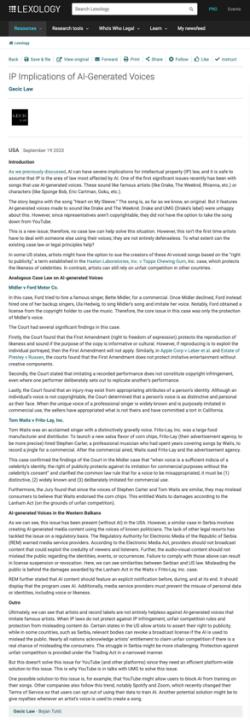 LEXOLOGY
Search Lexology
PRO
Events
Resources
Research tools
Who's Who Legal
Learn
My newsfeed
Lexology
Back
Save & file
View original
Forward
Print
Share
Follow
Like
Instruct
IP Implications of AI-Generated Voices
Gecic Law
USA
September 19 2023
Introduction
As we previously discussed, AI can have severe implications for intellectual property (IP) law, and it is safe to
assume that IP is the area of law most affected by AI. One of the first significant issues recently has been with
songs that use AI-generated voices. These sound like famous artists (like Drake, The Weeknd, Rihanna, etc.) or
characters (like Sponge Bob, Eric Cartman, Goku, etc.).
The story begins with the song "Heart on My Sleeve." The song is, as far as we know, an original. But it features
AI-generated voices made to sound like Drake and The Weeknd. Drake and UMG (Drake's label) were unhappy
about this. However, since representatives aren't copyrightable, they did not have the option to take the song
down from YouTube.
This is a new issue; therefore, no case law can help solve this situation. However, this isn't the first time artists
have to deal with someone else using their voices; they are not entirely defenseless. To what extent can the
existing case law or legal principles help?
In some US states, artists might have the option to sue the creators of these AI-voiced songs based on the "right
to publicity," a term established in the Haelan Laboratories, Inc. v Topps Chewing Gum, Inc. case, which protects
the likeness of celebrities. In contrast, artists can still rely on unfair competition in other countries.
Analogous Case Law on AI-generated Voices
Midler v Ford Motor Co.
In this case, Ford tried to hire a famous singer, Bette Midler, for a commercial. Once Midler declined, Ford instead
hired one of her backup singers, Ula Hedwig, to sing Midler's song and imitate her voice. Notably, Ford obtained a
license from the copyright holder to use the music. Therefore, the core issue in this case was only the protection
of Midler's voice.
The Court had several significant findings in this case.
Firstly, the Court found that the First Amendment (right to freedom of expression) protects the reproduction of
likeness and sound if the purpose of the copy is informative or cultural. However, if reproducing is to exploit the
individual portrayed, then the First Amendment will not apply. Similarly, in Apple Corp v Leber et al. and Estate of
Presley v Russen, the courts found that the First Amendment does not protect imitative entertainment without
creative components.
Secondly, the Court stated that imitating a recorded performance does not constitute copyright infringement,
even where one performer deliberately sets out to replicate another's performance.
Lastly, the Court found that an injury may exist from appropriating attributes of a person's identity. Although an
individual's voice is not copyrightable, the Court determined that a person's voice is as distinctive and personal
as their face. When the unique voice of a professional singer is widely known and is purposely imitated in
commercial use, the sellers have appropriated what is not theirs and have committed a tort in California.
Tom Waits v Frito-Lay, Inc.
Tom Waits was an acclaimed singer with a distinctively gravelly voice. Frito-Lay, Inc. was a large food
manufacturer and distributor. To launch a new salsa flavor of corn chips, Frito-Lay (their advertisement agency, to
be more precise) hired Stephen Carter, a professional musician who had spent years covering songs by Waits, to
record a jingle for a commercial. After the commercial aired, Waits sued Frito-Lay and the advertisement agency.
This case confirmed the findings of the Court in the Midler case that "when voice is a sufficient indicia of a
celebrity's identity, the right of publicity protects against its imitation for commercial purposes without the
celebrity's consent" and clarified the common law rule that for a voice to be misappropriated, it must be (1)
distinctive, (2) widely known and (3) deliberately imitated for commercial use.
Furthermore, the Jury found that since the voices of Stephen Carter and Tom Waits are similar, they may mislead
consumers to believe that Waits endorsed the corn chips. This entitled Waits to damages according to the
Lanham Act (on the grounds of unfair competition).
AI-generated Voices in the Western Balkans
As we can see, this issue has been present (without AI) in the USA. However, a similar case in Serbia involves
creating AI-generated media content using the voices of known politicians. The lack of other legal resorts has
tackled the issue on a regulatory basis. The Regulatory Authority for Electronic Media of the Republic of Serbia
(REM) warned media service providers. According to the Electronic Media Act, providers should not broadcast
content that could exploit the credulity of viewers and listeners. Further, the audio-visual content should not
mislead the public regarding the identities, events, or occurrences. Failure to comply with those above can result
in license suspension or revocation. Here, we can see similarities between Serbian and US law. Misleading the
public is behind the damages awarded by the Lanham Act in the Waits v Frito-Lay, Inc. case.
REM further stated that AI content should feature an explicit notification before, during, and at its end. It should
display that the program uses AI. Additionally, media service providers must prevent the misuse of personal data
or identities, including voice or likeness.
Outro
Ultimately, we can see that artists and record labels are not entirely helpless against AI-generated voices that
imitate famous artists. When IP laws do not protect against IP infringement, unfair competition rules and
protection from misleading content do. Certain states in the US allow artists to assert their right to publicity,
while in some countries, such as Serbia, relevant bodies can revoke a broadcast license if the AI is used to
mislead the public. Nearly all nations acknowledge artists' entitlement to claim unfair competition if there is a
real chance of misleading the consumers. The struggle in Serbia might be more challenging. Protection against
unfair competition is provided under the Trading Act in a narrowed manner.
But this doesn't solve the issue for YouTube (and other platforms) since they need an efficient platform-wide
solution to this issue. This is why YouTube is in talks with UMG to solve this issue.
One possible solution to this issue is, for example, that YouTube might allow users to block AI from training on
their songs. Other companies also follow this trend, notably Spotify and Zoom, which recently changed their
Terms of Service so that users can opt out of using their data to train AI. Another potential solution might be to
give royalties whenever an artist's voice is used to create a song.
Gecic Law - Bojan Tutić